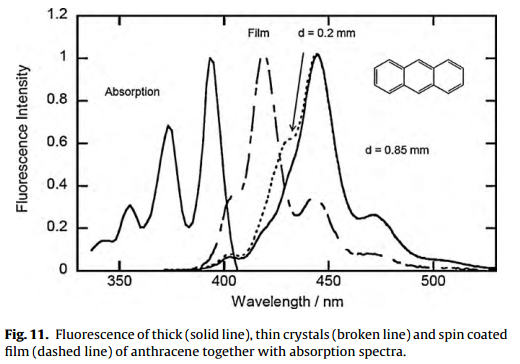 1.2
Film
d = 0.2 mm
1
Absorption
0.8
Fluorescence Intensity
0.6
d = 0.85 mm
0.4
0.2
0
350
400
450
500
Wavelength / nm
Fig. 11. Fluorescence of thick (solid line), thin crystals (broken line) and spin coated
film (dashed line) of anthracene together with absorption spectra.